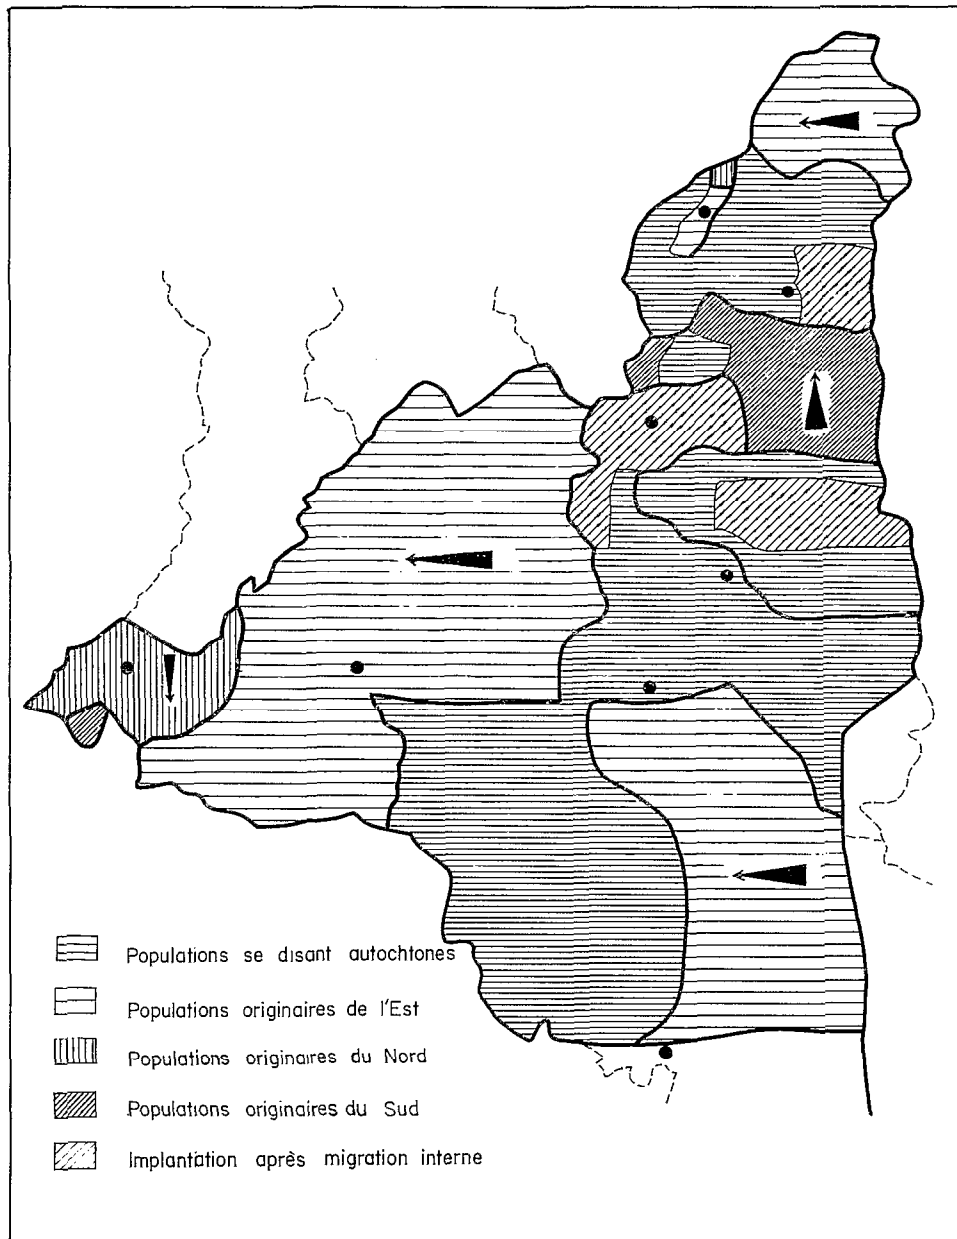 Populations se disant autochtones
Populations originaires de l'Est
Populations originaires du Nord
Populations originaires du Sud
Implantation après migration interne